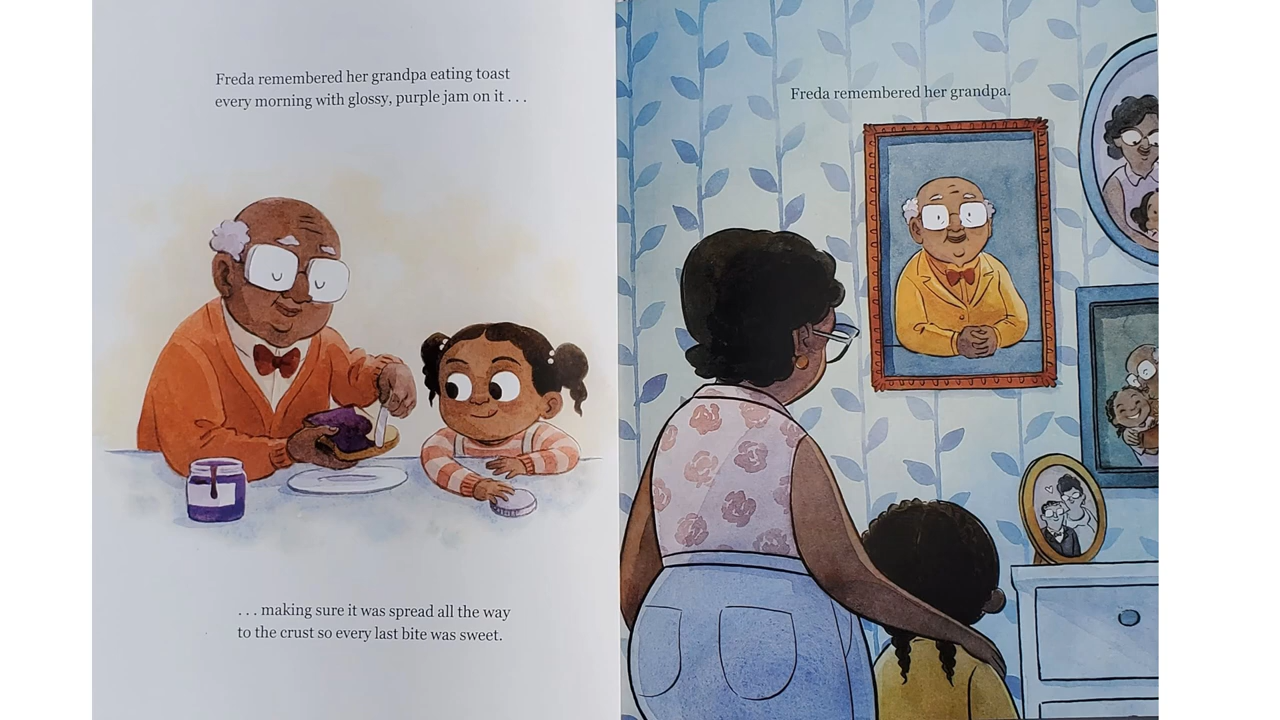 Freda remembered her grandpa eating toast
every morning with glossy, purple jam on it . . .
. . . making sure it was spread all the way
to the crust so every last bite was sweet.
Freda remembered her grandpa.